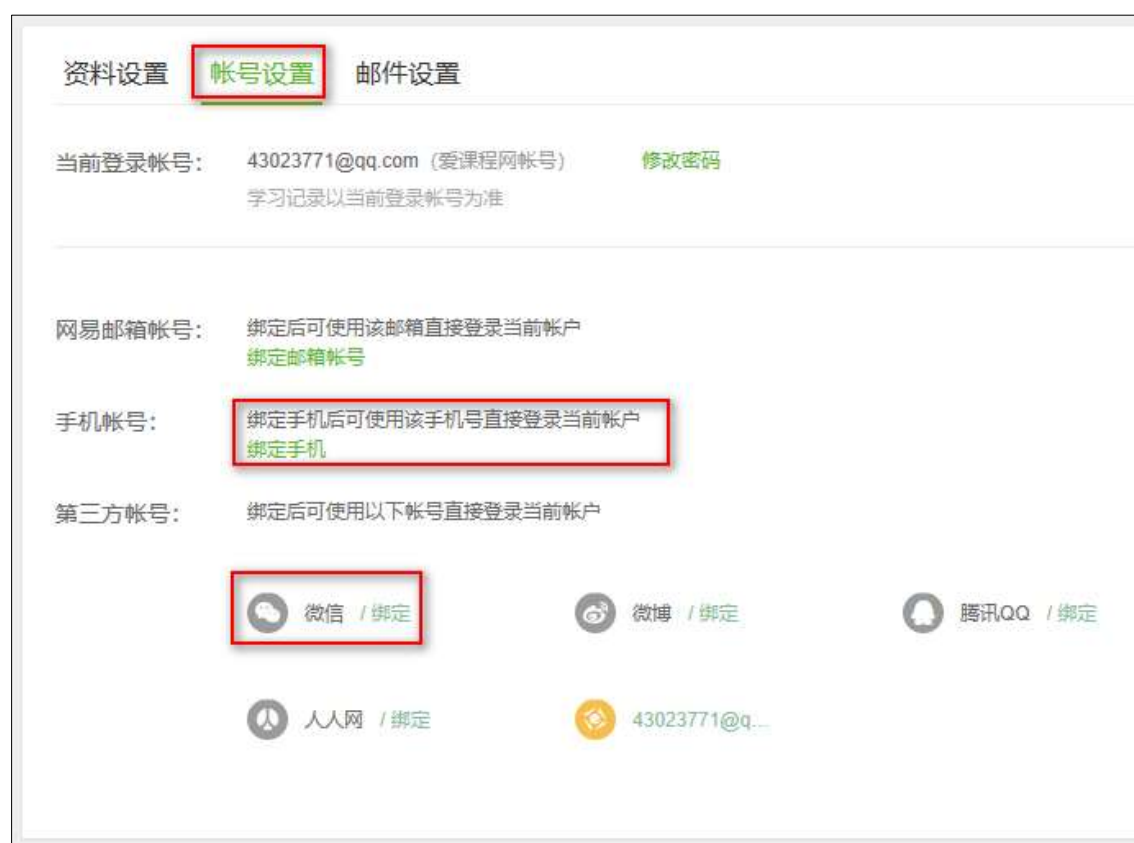 资料设置 帐号设置 邮件设置
当前登录帐号： 43023771@qq.com（爱课程网帐号） 修改密码
学习记录以当前登录帐号为准
网易邮箱帐号： 绑定后可使用该邮箱直接登录当前帐户
绑定邮箱帐号
手机帐号： 绑定手机后可使用该手机号直接登录当前帐户
绑定手机
第三方帐号： 绑定后可使用以下帐号直接登录当前帐户
微信 / 绑定 微博 / 绑定 腾讯QQ / 绑定
人人网 / 绑定 43023771@q...